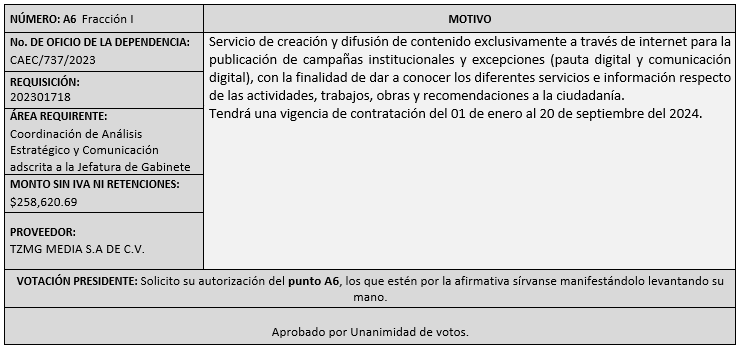 NÚMERO: A6 Fracción I
MOTIVO
No. DE OFICIO DE LA DEPENDENCIA:
CAEC/737/2023
REQUISICIÓN:
202301718
ÁREA REQUIRENTE:
Coordinación de Análisis
Estratégico y Comunicación
adscrita a la Jefatura de Gabinete
MONTO SIN IVA NI RETENCIONES:
$258,620.69
PROVEEDOR:
TZMG MEDIA S.A DE C.V.
Servicio de creación y difusión de contenido exclusivamente a través de internet para la
publicación de campañas institucionales y excepciones (pauta digital y comunicación
digital), con la finalidad de dar a conocer los diferentes servicios e información respecto
de las actividades, trabajos, obras y recomendaciones a la ciudadanía.
Tendrá una vigencia de contratación del 01 de enero al 20 de septiembre del 2024.
VOTACIÓN PRESIDENTE: Solicito su autorización del punto A6, los que estén por la afirmativa sírvanse manifestándolo levantando su
mano.
Aprobado por Unanimidad de votos.